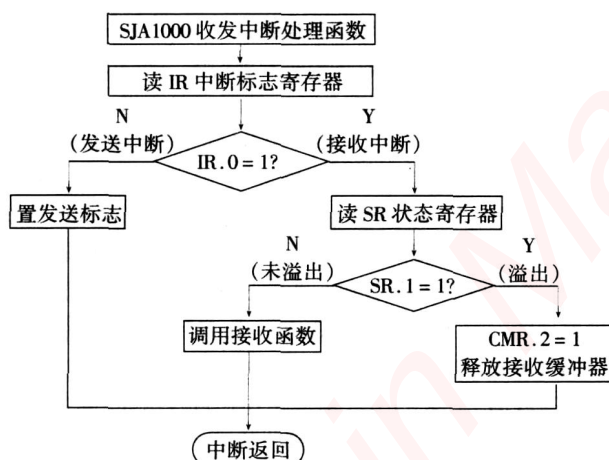 SJA1000 收发中断处理函数
读 IR 中断标志寄存器
N
(发送中断)
Y
(接收中断)
IR.0 = 1?
置发送标志
读 SR 状态寄存器
N
(未溢出)
Y
(溢出)
SR.1 = 1?
调用接收函数
CMR.2 = 1
释放接收缓冲器
中断返回